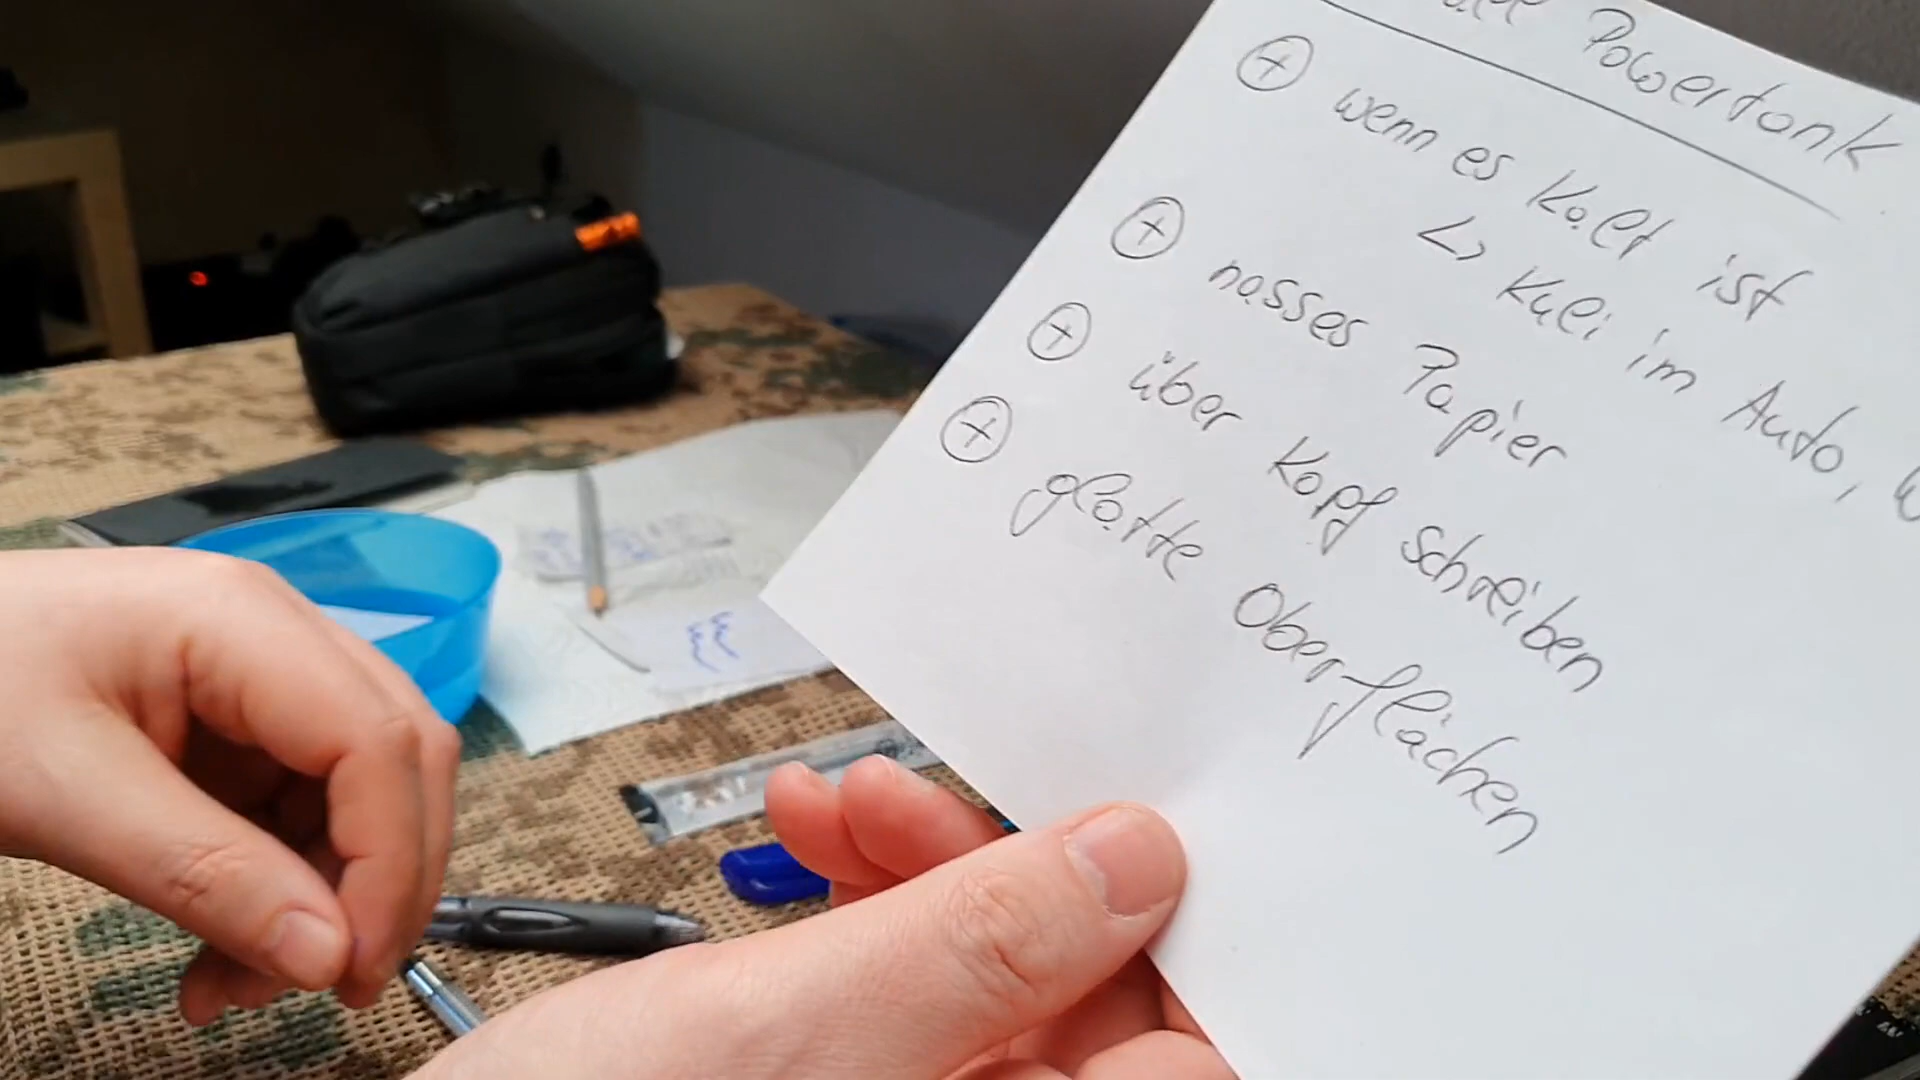 Powertank
⊕ wenn es kalt ist
↳ Kuli im Auto,
⊕ nasses Papier
⊕ über Kopf schreiben
⊕ glatte Oberflächen